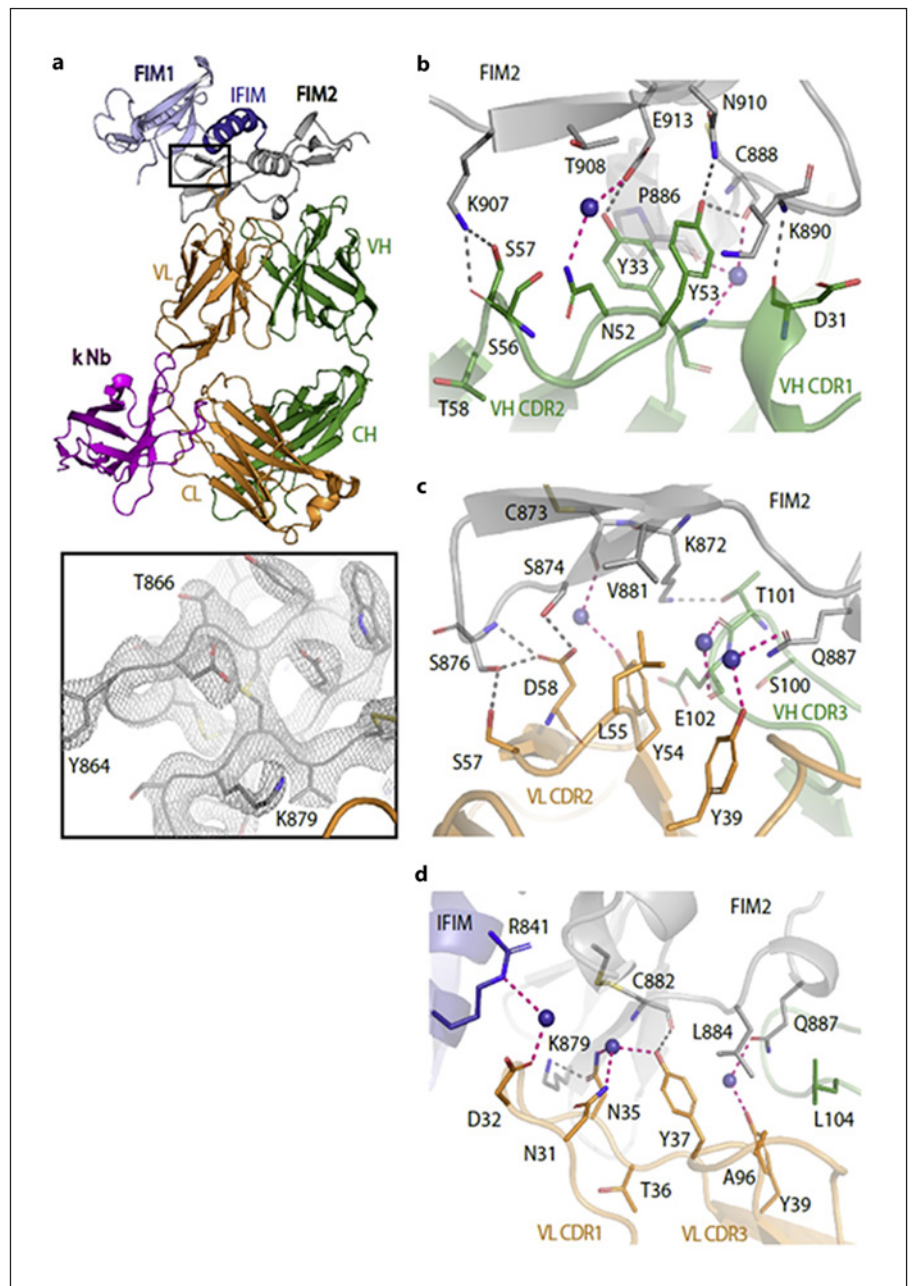 a
FIM1
IFIM
FIM2
VL
VH
k Nb
CH
CL
T866
Y864
K879
b
FIM2
N910
E913
T908
C888
P886
K907
K890
S57
Y33
Y53
D31
N52
S56
VH CDR2
VH CDR1
T58
c
C873
FIM2
K872
S874
V881
T101
S876
Q887
D58
S100
L55
E102
VH CDR3
S57
Y54
VL CDR2
Y39
d
IFIM
FIM2
R841
C882
Q887
K879
L884
D32
N35
L104
N31
Y37
A96
T36
Y39
VL CDR1
VL CDR3